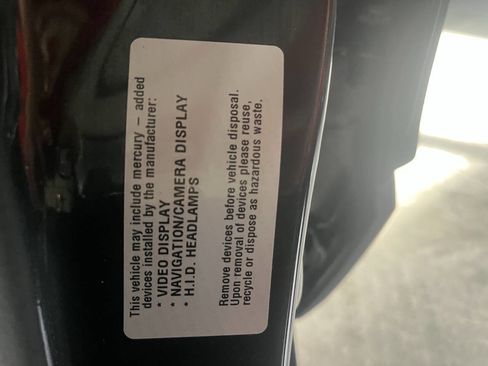 This vehicle may include mercury – added
devices installed by the manufacturer:
* VIDEO DISPLAY
* NAVIGATION/CAMERA DISPLAY
* H.I.D. HEADLAMPS
Remove devices before vehicle disposal.
Upon removal of devices please reuse,
recycle or dispose as hazardous waste.